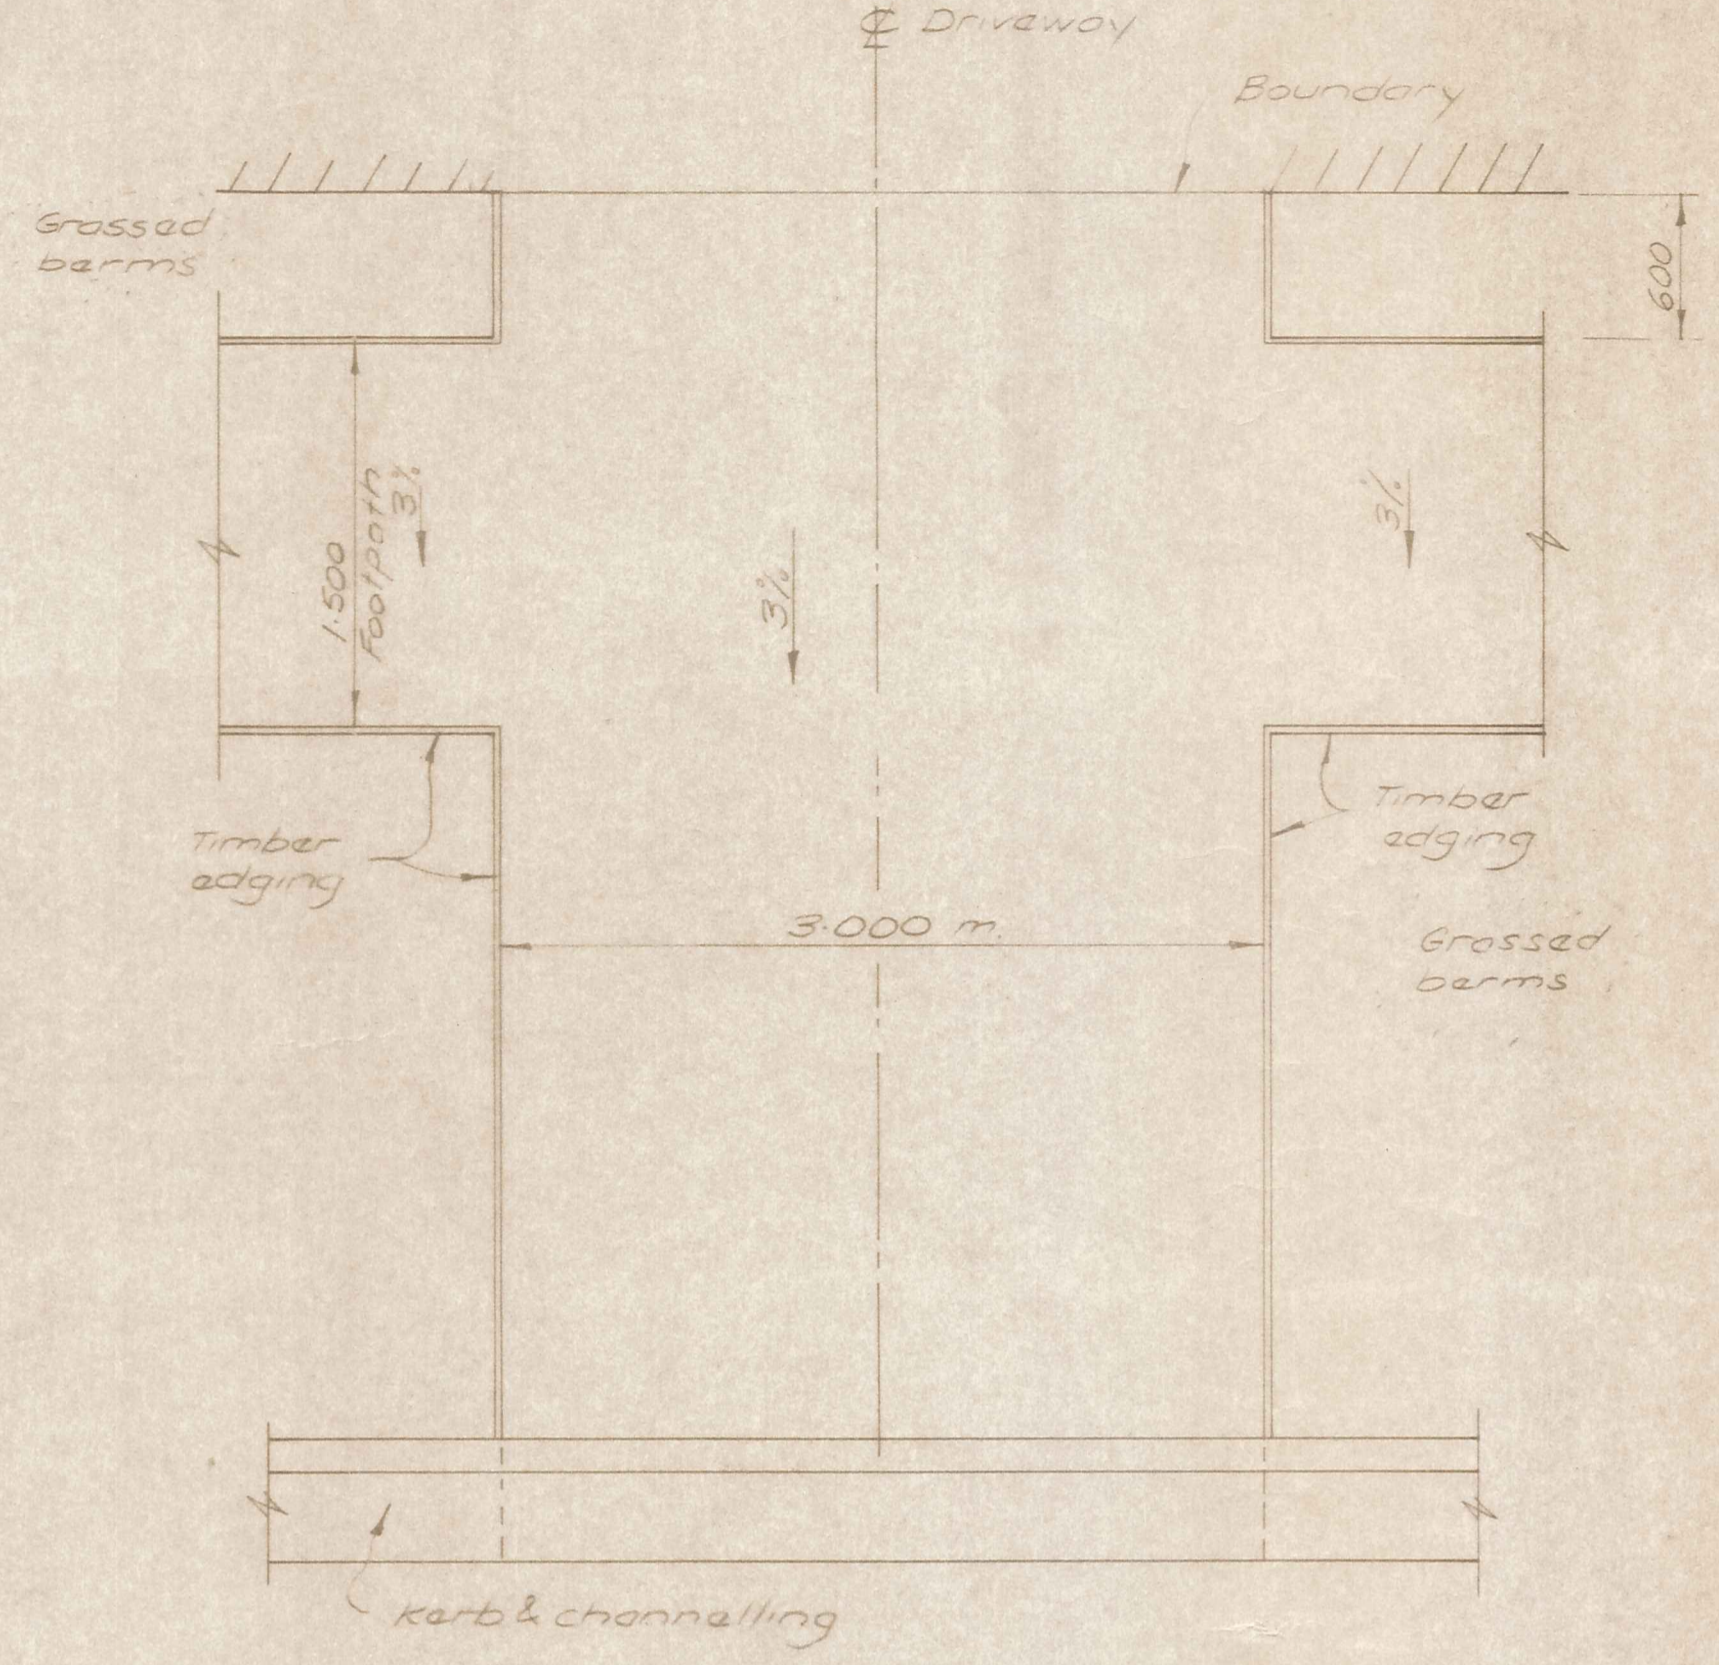 ℄ Driveway
Boundary
Grassed
berms
600
1·500
Footpath
3%
3%
3%
Timber
edging
Timber
edging
3·000 m.
Grassed
berms
kerb & channelling